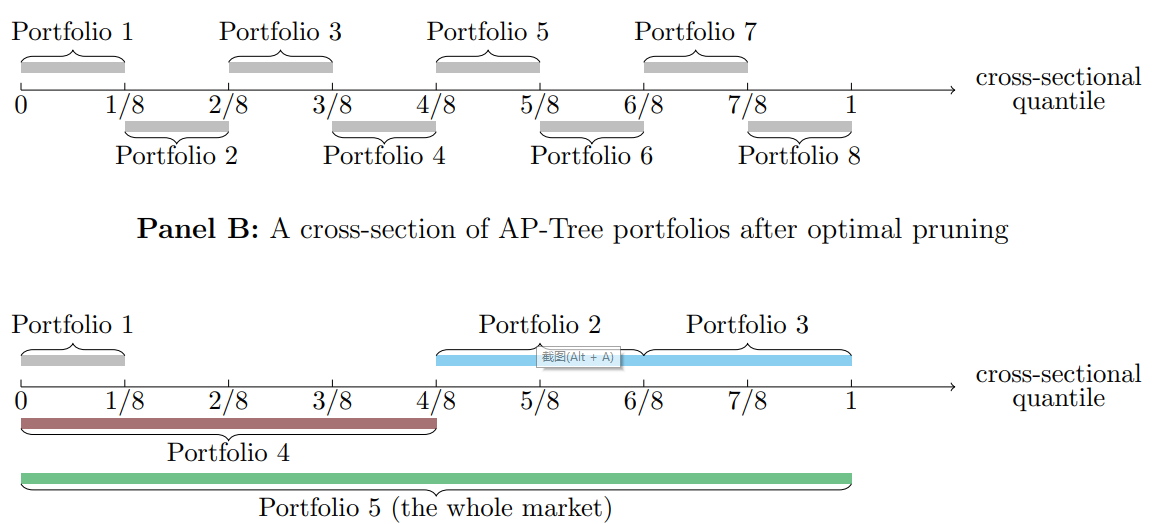 Portfolio 1 Portfolio 3 Portfolio 5 Portfolio 7
0 1/8 2/8 3/8 4/8 5/8 6/8 7/8 1
cross-sectional
quantile
Portfolio 2 Portfolio 4 Portfolio 6 Portfolio 8
Panel B: A cross-section of AP-Tree portfolios after optimal pruning
Portfolio 1 Portfolio 2 Portfolio 3
截图(Alt + A)
0 1/8 2/8 3/8 4/8 5/8 6/8 7/8 1
cross-sectional
quantile
Portfolio 4
Portfolio 5 (the whole market)